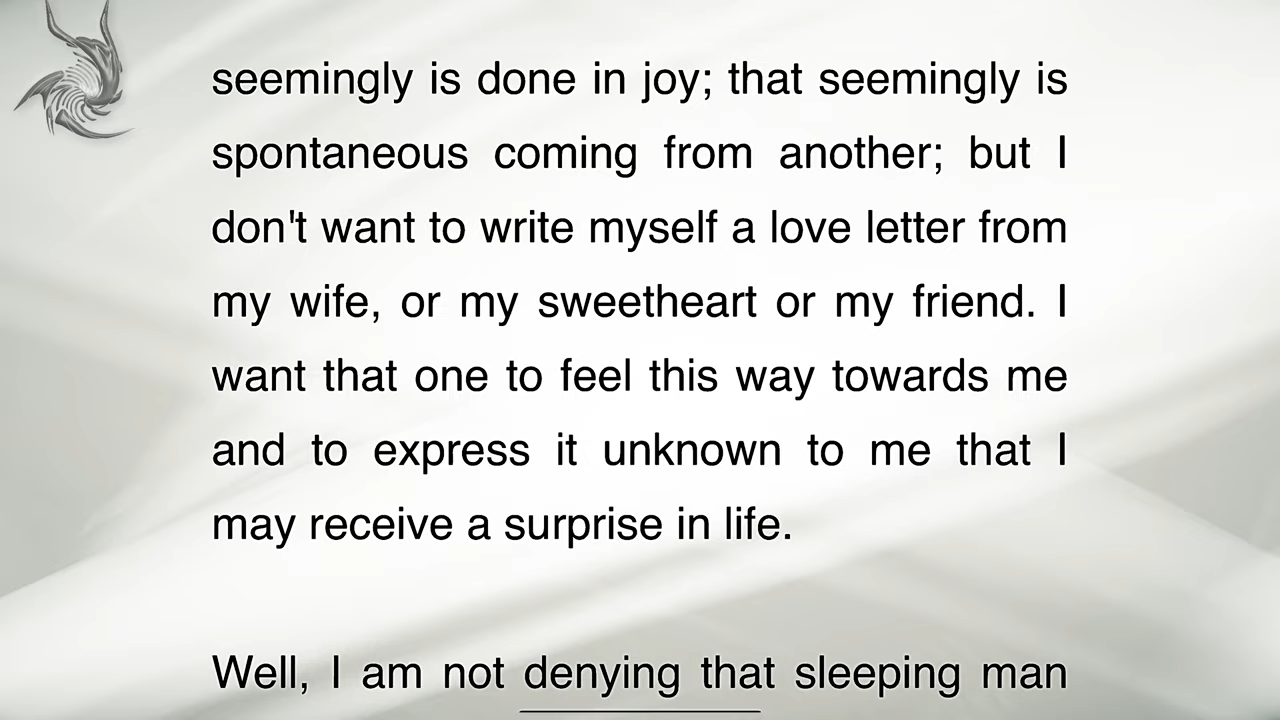 seemingly is done in joy; that seemingly is
spontaneous coming from another; but I
don't want to write myself a love letter from
my wife, or my sweetheart or my friend. I
want that one to feel this way towards me
and to express it unknown to me that I
may receive a surprise in life.
Well, I am not denying that sleeping man